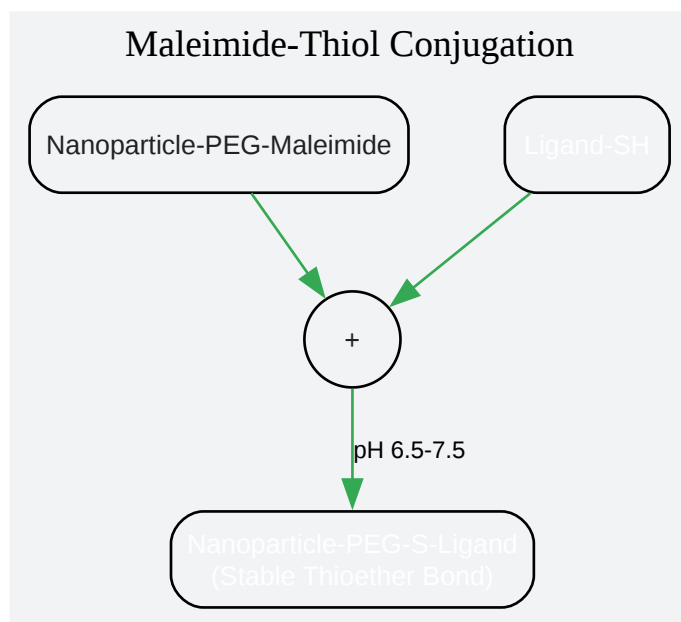 Maleimide-Thiol Conjugation
Nanoparticle-PEG-Maleimide
Ligand-SH
+
pH 6.5-7.5
Nanoparticle-PEG-S-Ligand
(Stable Thioether Bond)